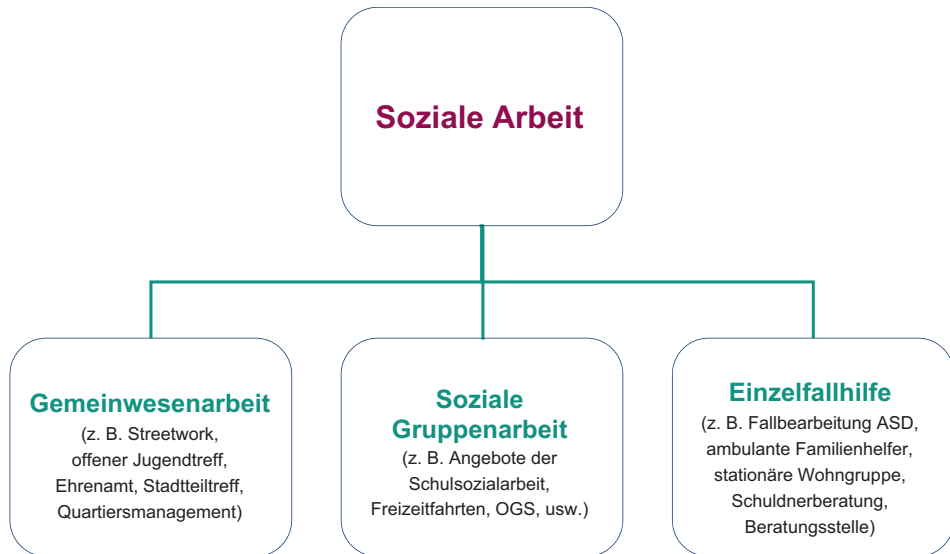 Soziale Arbeit
Gemeinwesenarbeit
(z. B. Streetwork,
offener Jugendtreff,
Ehrenamt, Stadtteiltreff,
Quartiersmanagement)
Soziale
Gruppenarbeit
(z. B. Angebote der
Schulsozialarbeit,
Freizeitfahrten, OGS, usw.)
Einzelfallhilfe
(z. B. Fallbearbeitung ASD,
ambulante Familienhelfer,
stationäre Wohngruppe,
Schuldnerberatung,
Beratungsstelle)